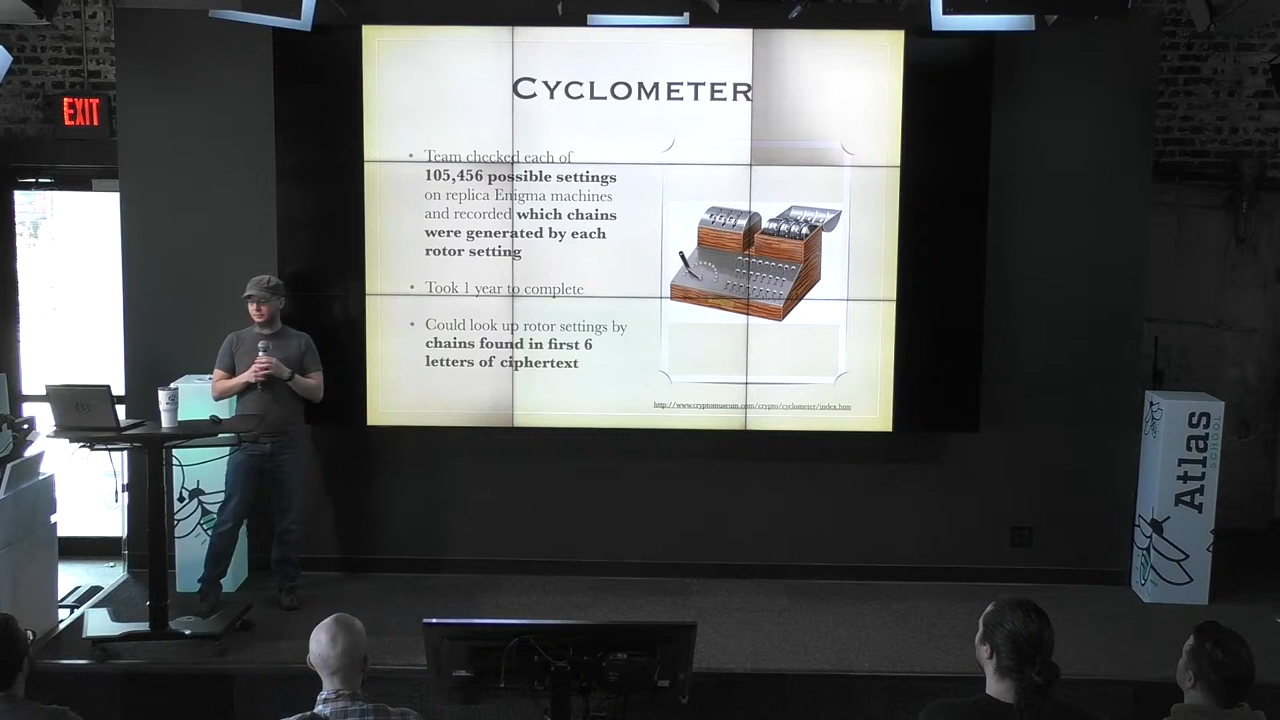 EXIT
CYCLOMETER
• Team checked each of
105,456 possible settings
on replica Enigma machines
and recorded which chains
were generated by each
rotor setting
• Took 1 year to complete
• Could look up rotor settings by
chains found in first 6
letters of ciphertext
http://www.cryptomuseum.com/crypto/cyclometer/index.htm
Atlas
SCHOOL